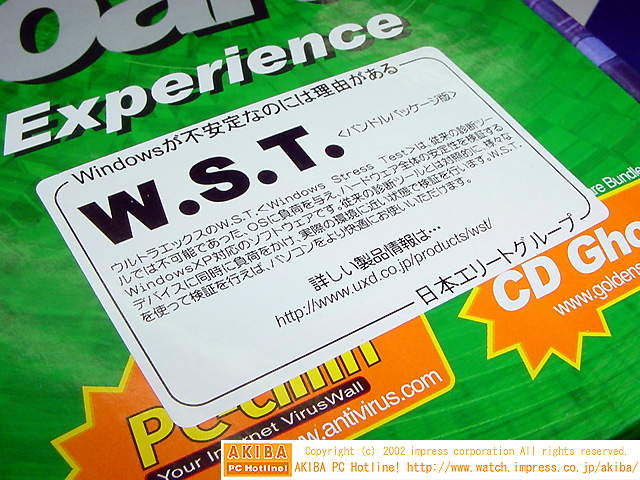 Experience
Windowsが不安定なのには理由がある
W.S.T.<バンドルパッケージ版>
ウルトラエックスのW.S.T.<Windows Stress Test>は、従来の診断ツー
ルでは不可能であった、OSに負荷を与え、ハードウェア全体の安定性を検証する
WindowsXP対応のソフトウェアです。従来の診断ツールとは対照的に、様々な
デバイスに同時に負荷をかけ、実際の環境に近い状態で検証を行います。W.S.T.
を使って検証を行えば、パソコンをより快適にお使いいただけます。
詳しい製品情報は…
http://www.uxd.co.jp/products/wst/
日本エリートグループ
Bundle
CD Gho
www.golden
PC-cillin
Your Internet VirusWall
www.antivirus.com
AKIBA
PC Hotline!
Copyright (c) 2002 impress corporation All rights reserved.
AKIBA PC Hotline! http://www.watch.impress.co.jp/akiba/